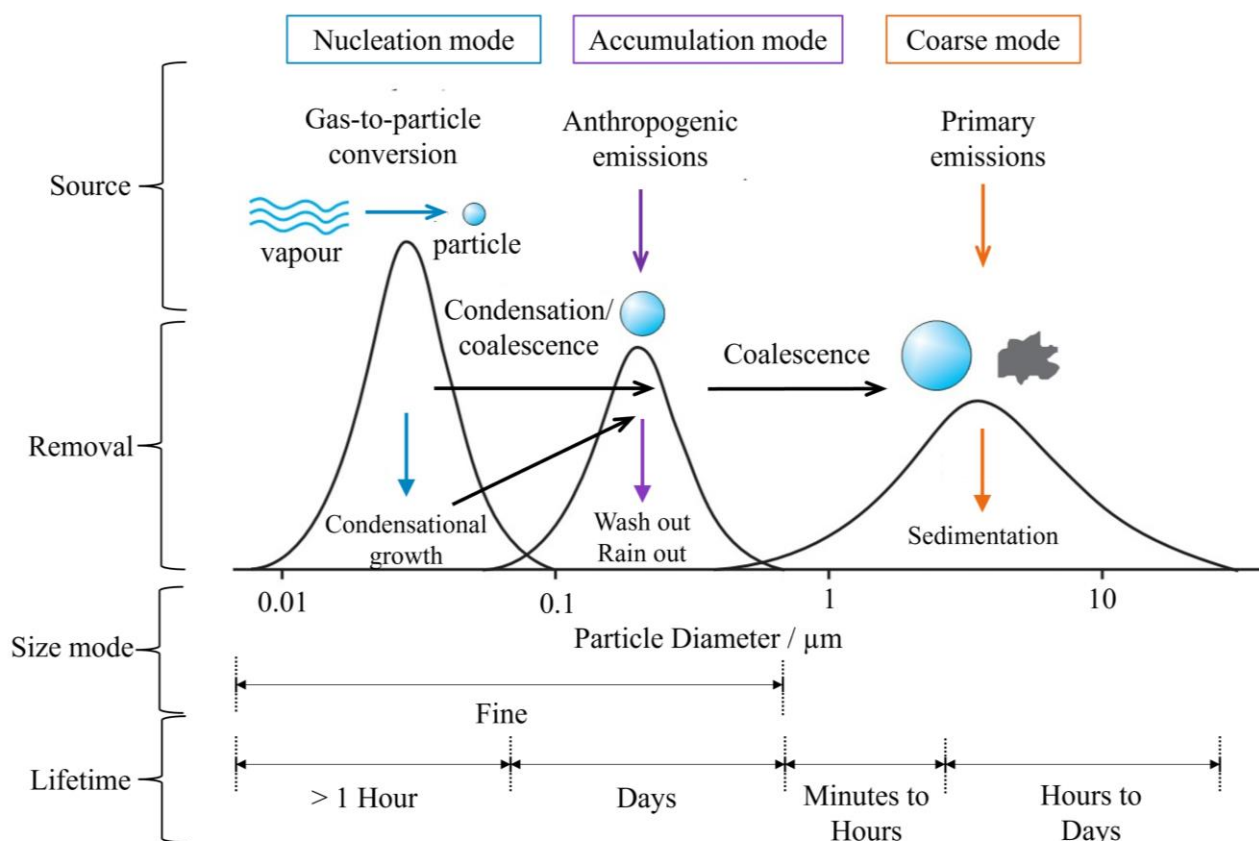 Nucleation mode
Accumulation mode
Coarse mode
Source
Gas-to-particle
conversion
Anthropogenic
emissions
Primary
emissions
vapour
particle
Removal
Condensation/
coalescence
Coalescence
Condensational
growth
Wash out
Rain out
Sedimentation
0.01
0.1
1
10
Particle Diameter / µm
Size mode
Fine
Lifetime
> 1 Hour
Days
Minutes to
Hours
Hours to
Days